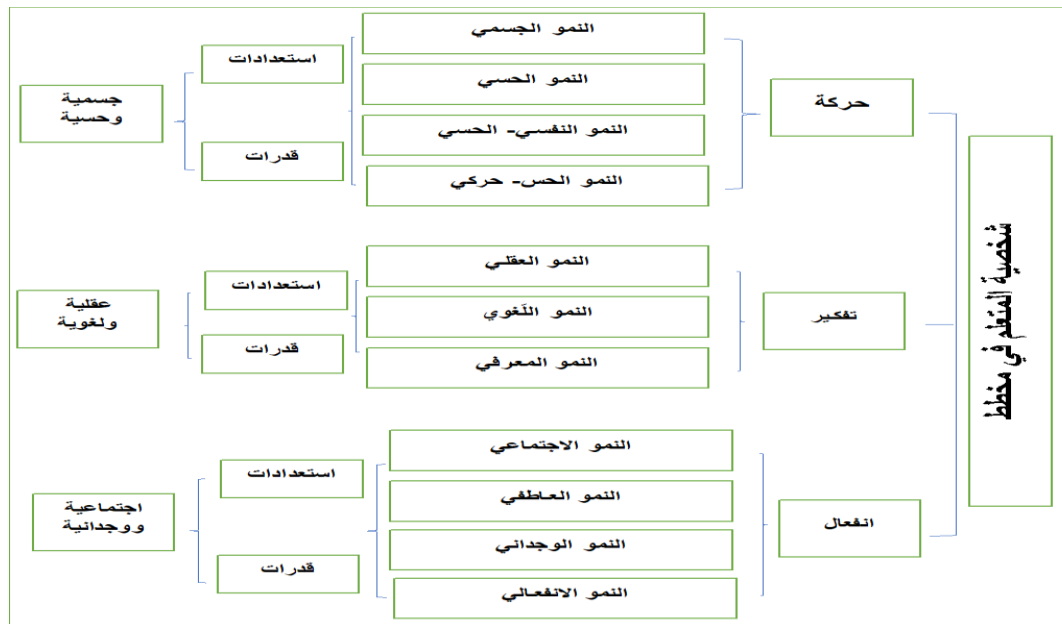 شخصية المتعلم في مخطط
حركة
النمو الجسمي
النمو الحسي
النمو النفسي- الحسي
النمو الحس- حركي
استعدادات
قدرات
جسمية
وحسية
تفكير
النمو العقلي
النمو اللّغوي
النمو المعرفي
استعدادات
قدرات
عقلية
ولغوية
انفعال
النمو الاجتماعي
النمو العاطفي
النمو الوجداني
النمو الانفعالي
استعدادات
قدرات
اجتماعية
ووجدانية